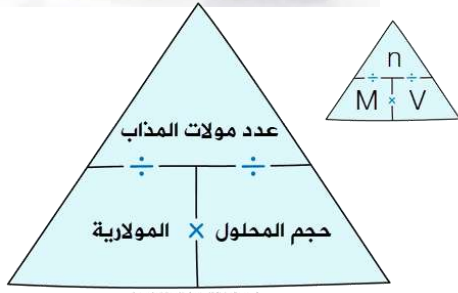 عدد مولات المذاب
÷ ÷
حجم المحلول × المولارية
n
÷ ÷
M × V